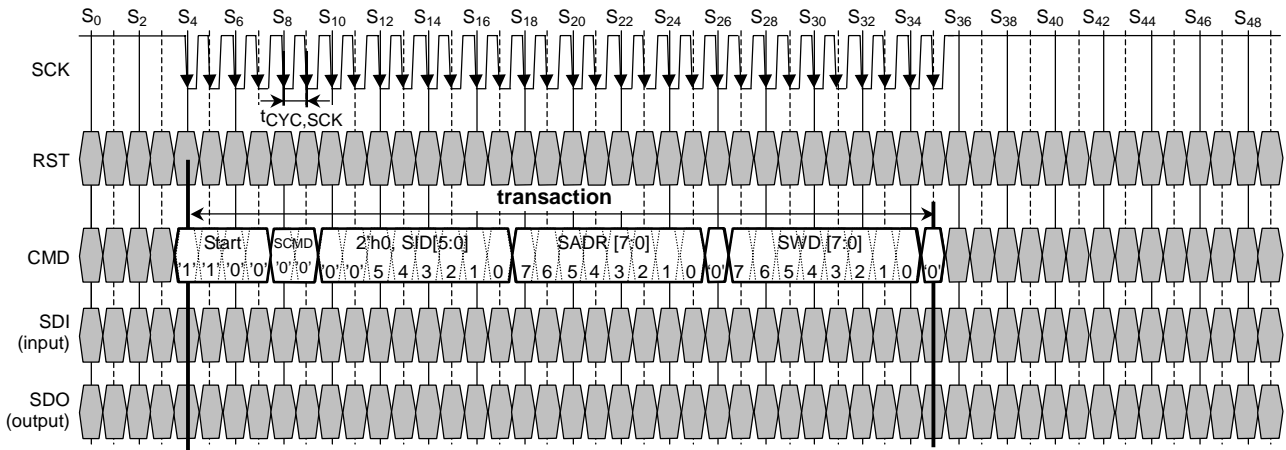 S0 S2 S4 S6 S8 S10 S12 S14 S16 S18 S20 S22 S24 S26 S28 S30 S32 S34 S36 S38 S40 S42 S44 S46 S48
SCK
tCYC,SCK
RST
transaction
CMD
Start SCMD 2'h0, SID[5:0] SADR [7:0] SWD [7:0]
'1' '1' '0' '0' '0' '0' '0' '0' 5 4 3 2 1 0 7 6 5 4 3 2 1 0 '0' 7 6 5 4 3 2 1 0 '0'
SDI
(input)
SDO
(output)